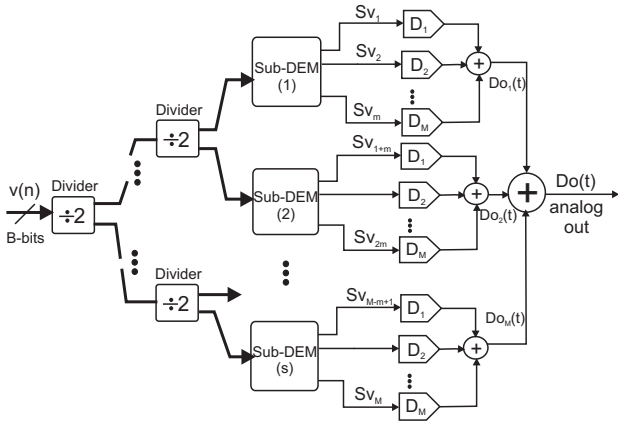 Sv1
D1
Sub-DEM
(1)
Sv2
D2
+
Do1(t)
Svm
DM
Divider
÷2
Sv1+m
D1
v(n)
Divider
÷2
B-bits
Sub-DEM
(2)
D2
+
Do2(t)
+
Do(t)
analog
out
Sv2m
DM
Divider
÷2
SvM-m+1
D1
DoM(t)
Sub-DEM
(s)
D2
+
SvM
DM